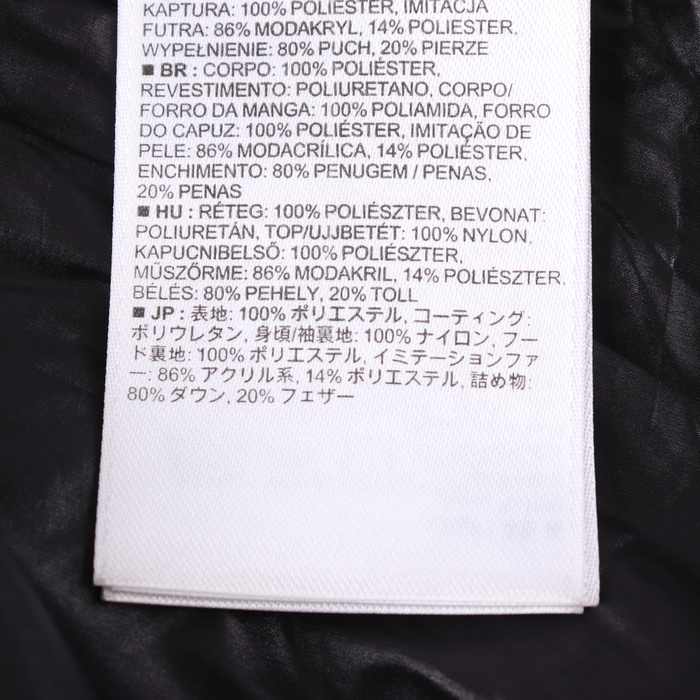 KAPTURA: 100% POLIESTER, IMITACJA
FUTRA: 86% MODAKRYL, 14% POLIESTER,
WYPEŁNIENIE: 80% PUCH, 20% PIERZE
■ BR : CORPO: 100% POLIÉSTER,
REVESTIMENTO: POLIURETANO, CORPO/
FORRO DA MANGA: 100% POLIAMIDA, FORRO
DO CAPUZ: 100% POLIÉSTER, IMITAÇÃO DE
PELE: 86% MODACRÍLICA, 14% POLIÉSTER,
ENCHIMENTO: 80% PENUGEM / PENAS,
20% PENAS
■ HU : RÉTEG: 100% POLIÉSZTER, BEVONAT:
POLIURETÁN, TOP/UJJBETÉT: 100% NYLON,
KAPUCNIBELSŐ: 100% POLIÉSZTER,
MŰSZŐRME: 86% MODAKRIL, 14% POLIÉSZTER,
BÉLÉS: 80% PEHELY, 20% TOLL
■ JP : 表地: 100% ポリエステル, コーティング:
ポリウレタン, 身頃/袖裏地: 100% ナイロン, フー
ド裏地: 100% ポリエステル, イミテーションファ
ー: 86% アクリル系, 14% ポリエステル, 詰め物:
80% ダウン, 20% フェザー